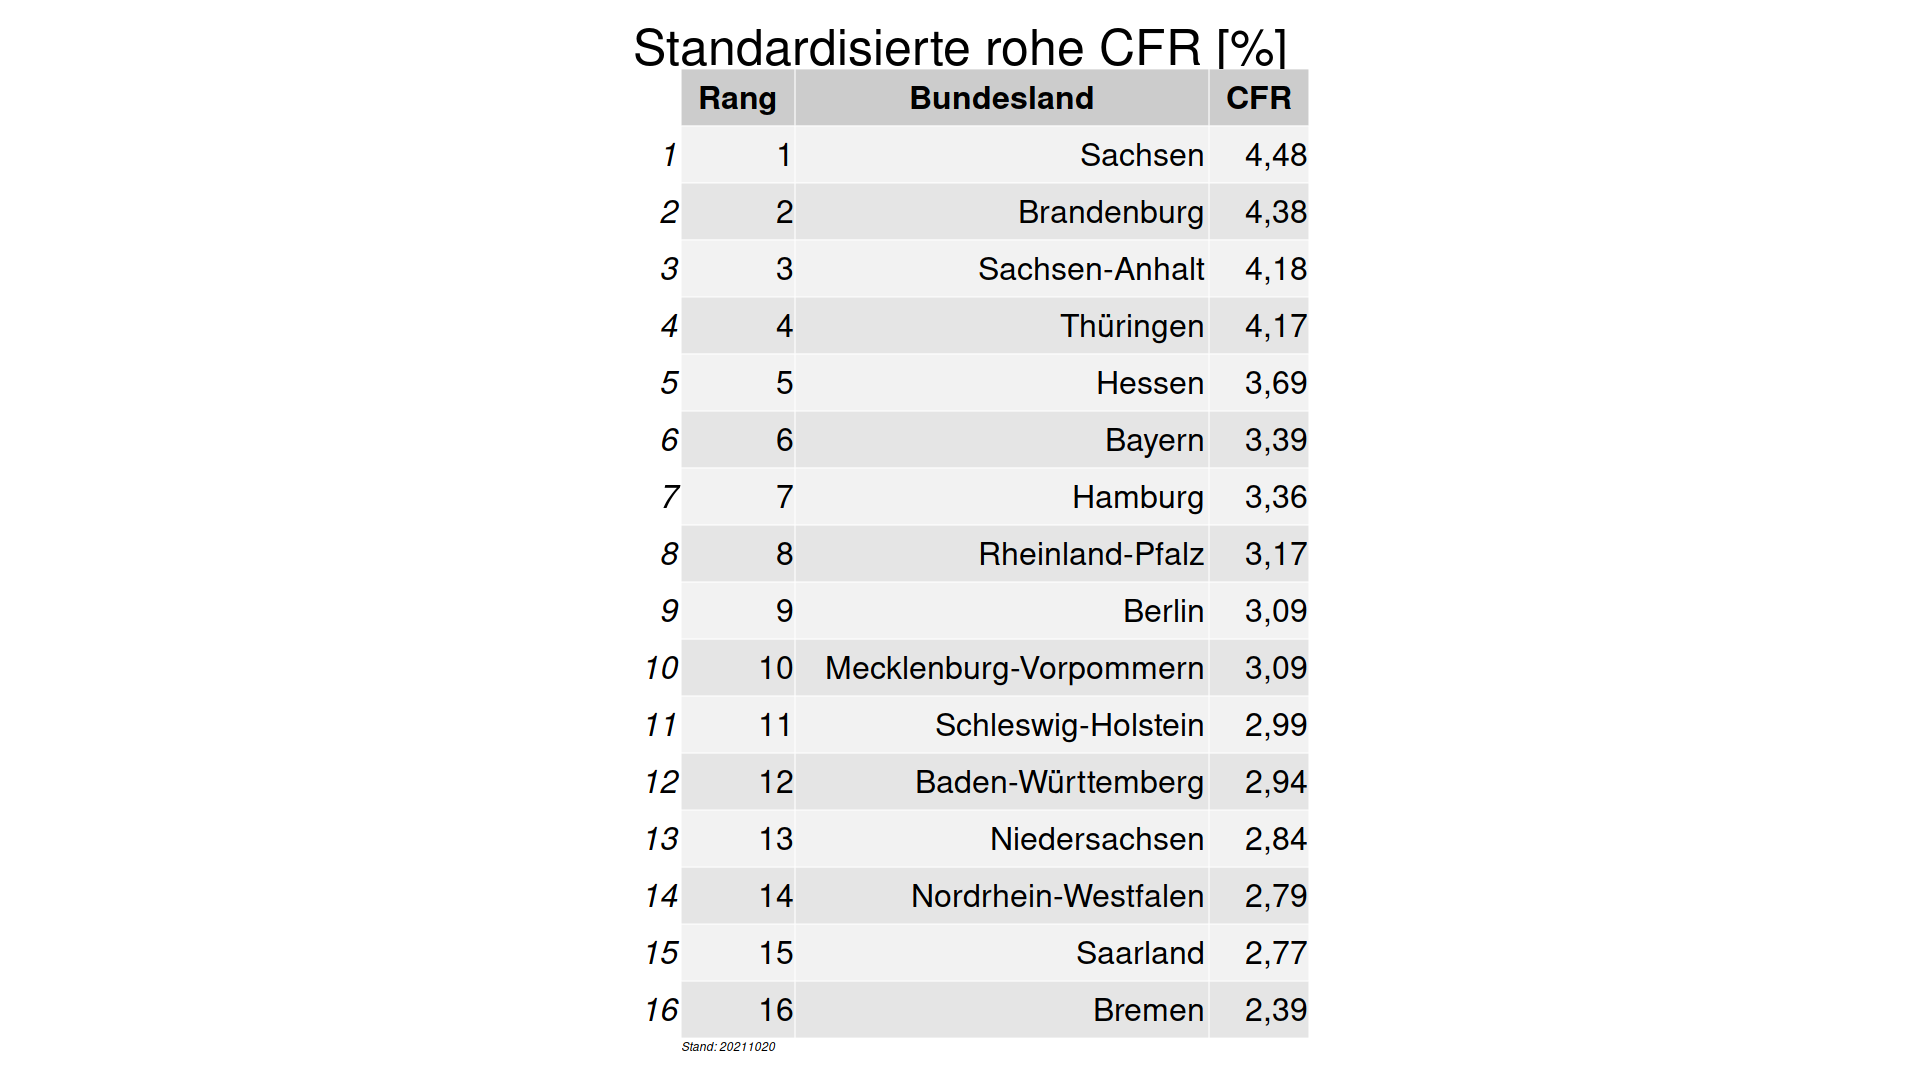 Standardisierte rohe CFR [%]
Rang Bundesland CFR
1 1 Sachsen 4,48
2 2 Brandenburg 4,38
3 3 Sachsen-Anhalt 4,18
4 4 Thüringen 4,17
5 5 Hessen 3,69
6 6 Bayern 3,39
7 7 Hamburg 3,36
8 8 Rheinland-Pfalz 3,17
9 9 Berlin 3,09
10 10 Mecklenburg-Vorpommern 3,09
11 11 Schleswig-Holstein 2,99
12 12 Baden-Württemberg 2,94
13 13 Niedersachsen 2,84
14 14 Nordrhein-Westfalen 2,79
15 15 Saarland 2,77
16 16 Bremen 2,39
Stand: 20211020